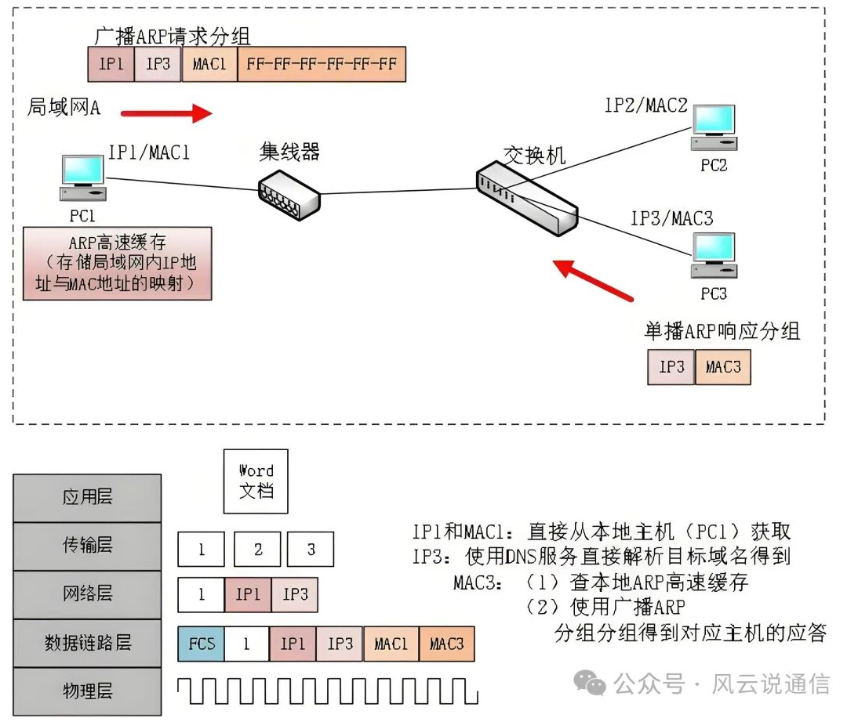 广播ARP请求分组
IP1 IP3 MAC1 FF-FF-FF-FF-FF-FF
局域网A
IP1/MAC1
集线器
交换机
IP2/MAC2
PC2
PC1
IP3/MAC3
PC3
ARP高速缓存
（存储局域网内IP地
址与MAC地址的映射）
单播ARP响应分组
IP3 MAC3
Word
文档
应用层
传输层 1 2 3
网络层 1 IP1 IP3
数据链路层 FCS 1 IP1 IP3 MAC1 MAC3
物理层
IP1和MAC1：直接从本地主机（PC1）获取
IP3：使用DNS服务直接解析目标域名得到
MAC3：（1）查本地ARP高速缓存
（2）使用广播ARP
分组分组得到对应主机的应答
公众号·风云说通信